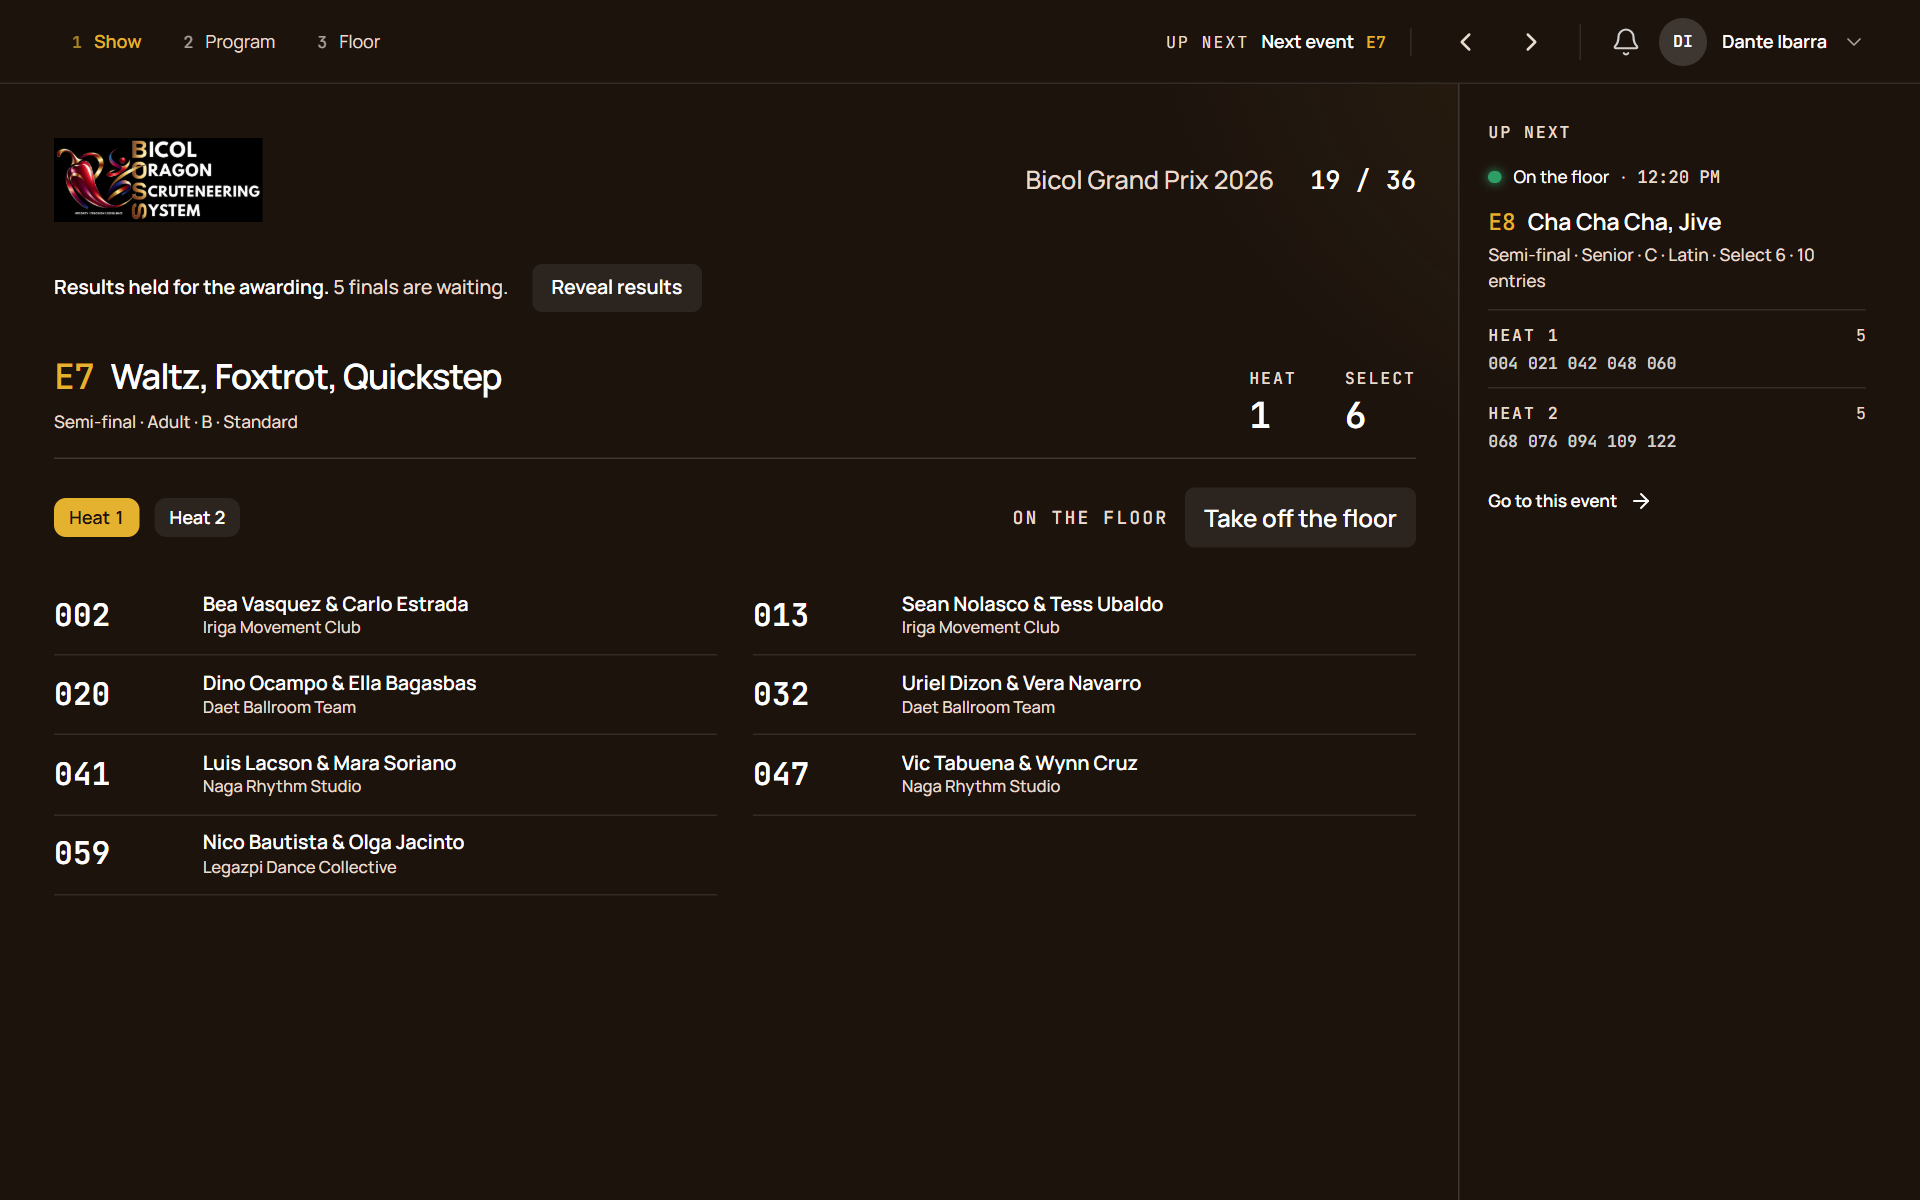 1 Show 2 Program 3 Floor
UP NEXT Next event E7
DI Dante Ibarra
BICOL
DRAGON
SCRUTENEERING
SYSTEM
Bicol Grand Prix 2026 19 / 36
Results held for the awarding. 5 finals are waiting. Reveal results
E7 Waltz, Foxtrot, Quickstep
Semi-final · Adult · B · Standard
HEAT SELECT
1 6
Heat 1 Heat 2 ON THE FLOOR Take off the floor
002 Bea Vasquez & Carlo Estrada
Iriga Movement Club
013 Sean Nolasco & Tess Ubaldo
Iriga Movement Club
020 Dino Ocampo & Ella Bagasbas
Daet Ballroom Team
032 Uriel Dizon & Vera Navarro
Daet Ballroom Team
041 Luis Lacson & Mara Soriano
Naga Rhythm Studio
047 Vic Tabuena & Wynn Cruz
Naga Rhythm Studio
059 Nico Bautista & Olga Jacinto
Legazpi Dance Collective
UP NEXT
On the floor · 12:20 PM
E8 Cha Cha Cha, Jive
Semi-final · Senior · C · Latin · Select 6 · 10
entries
HEAT 1 5
004 021 042 048 060
HEAT 2 5
068 076 094 109 122
Go to this event